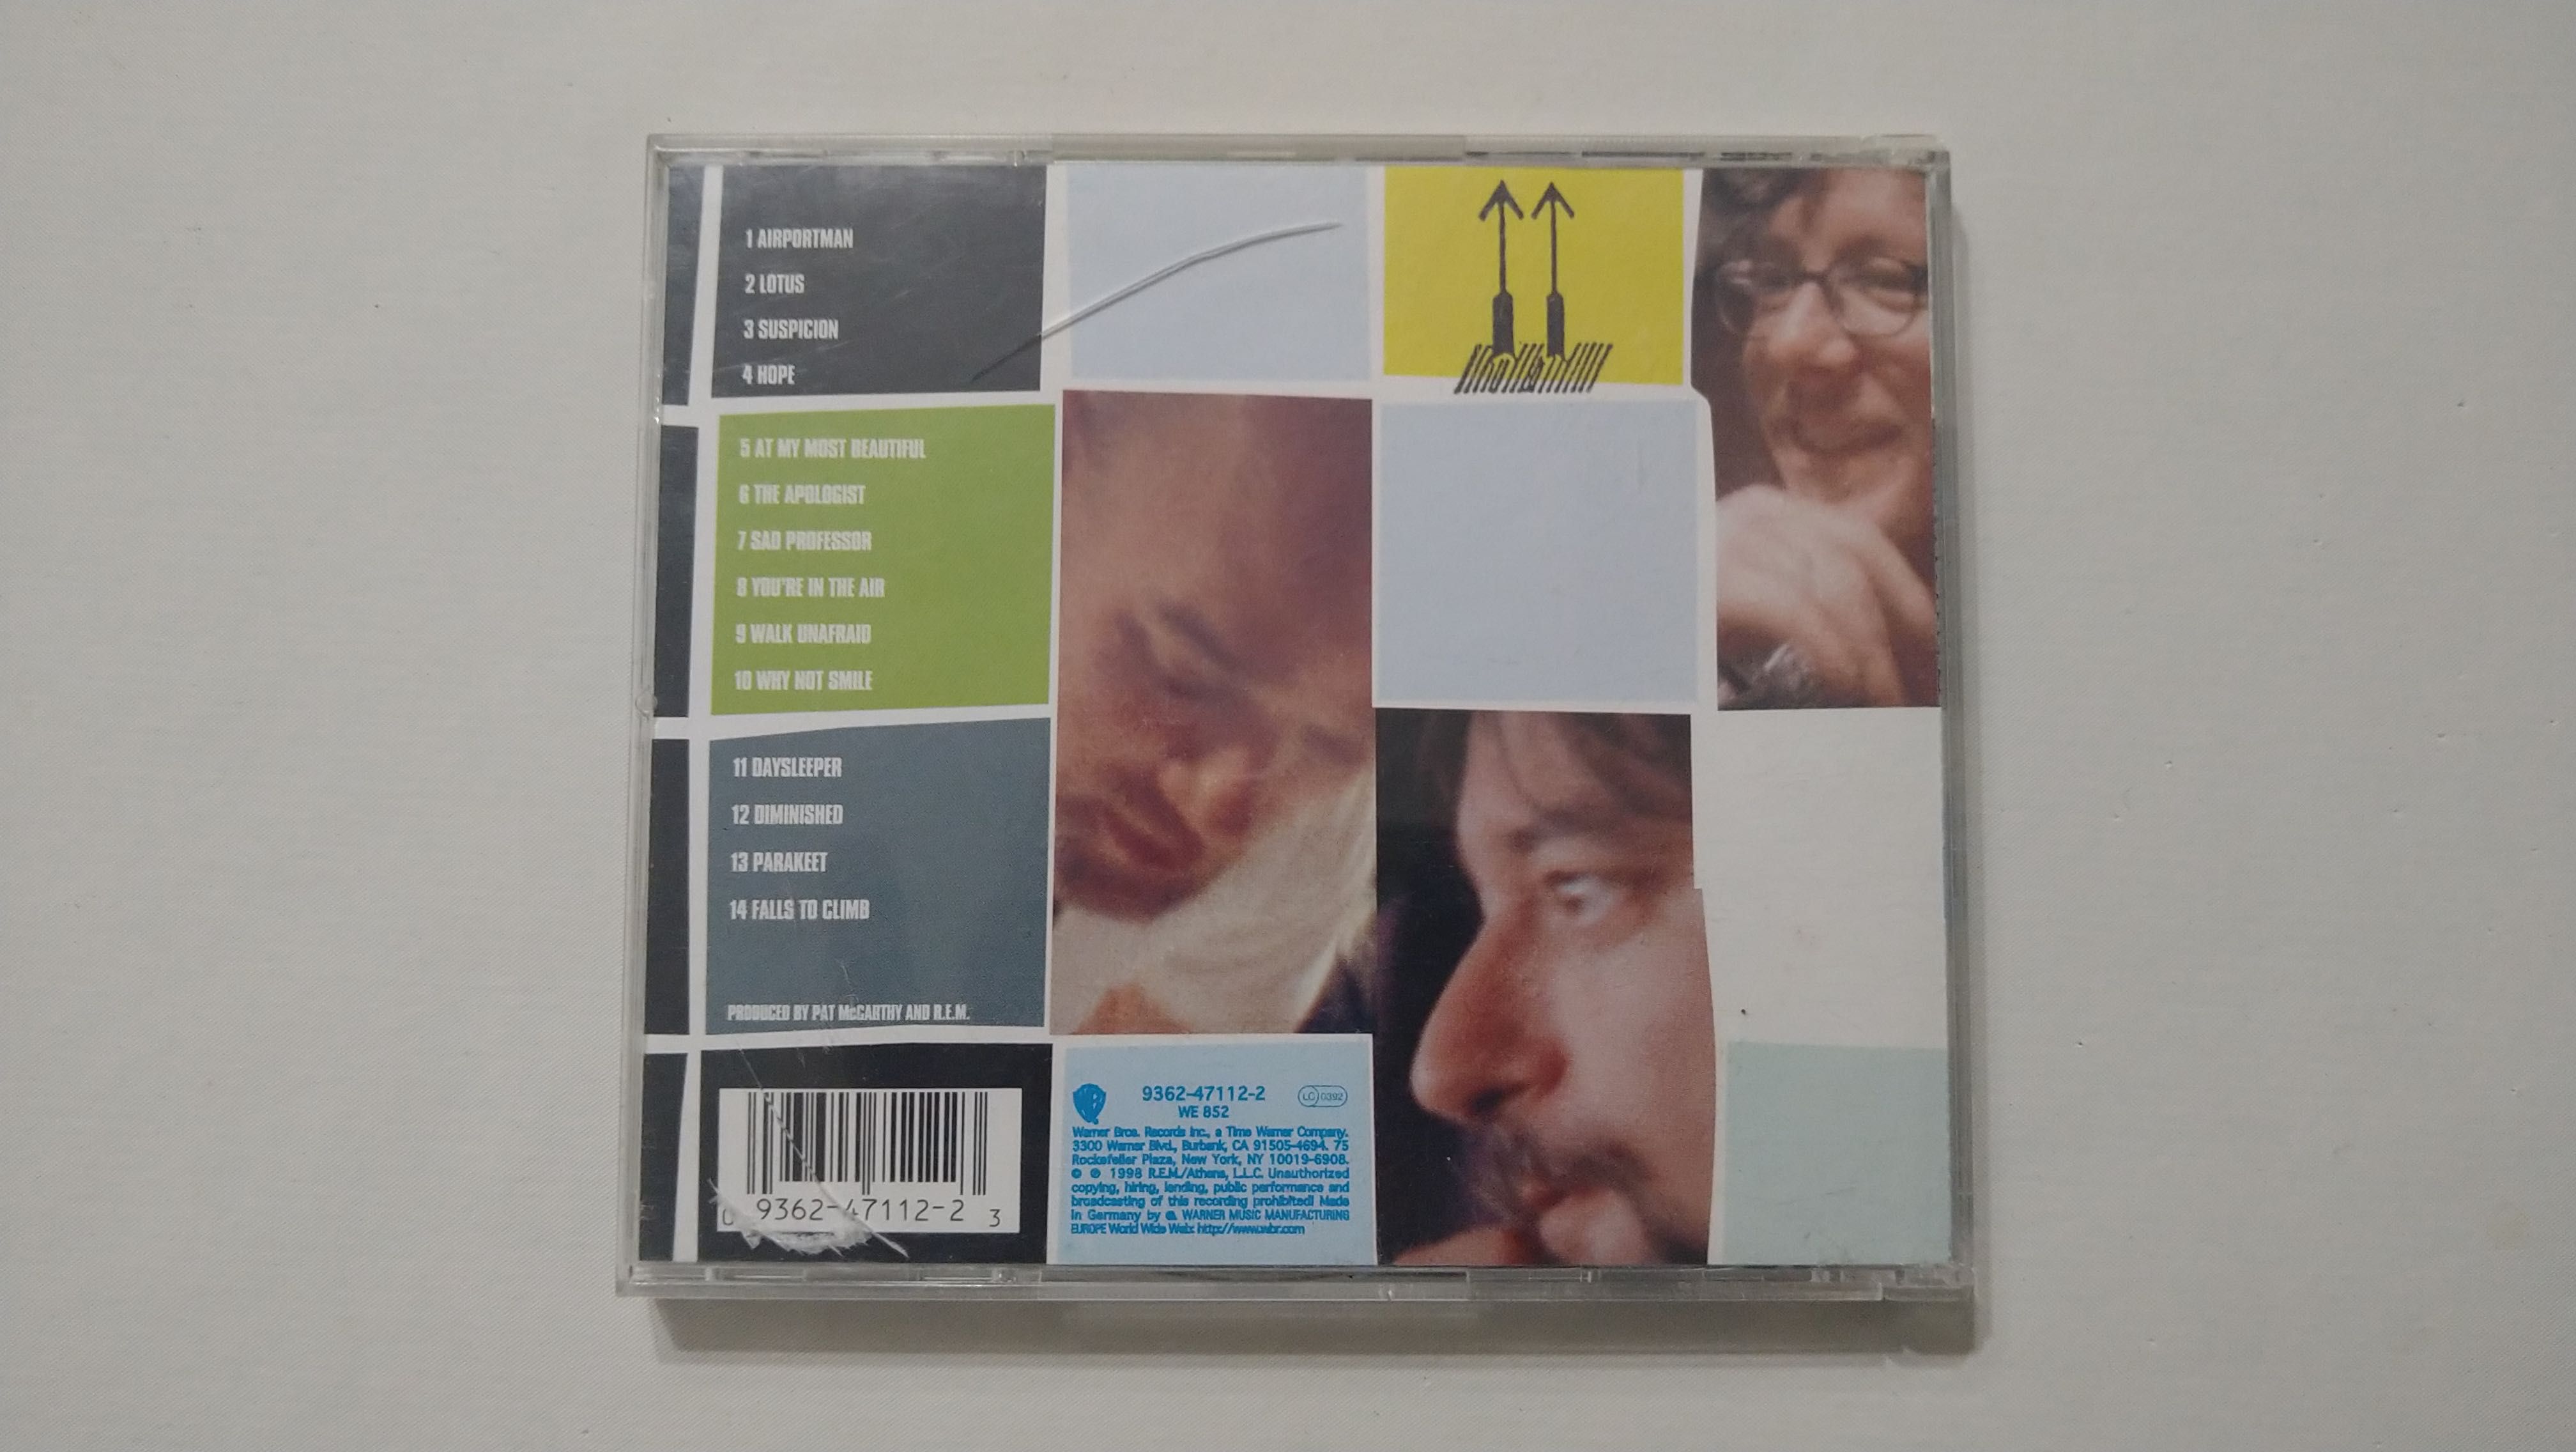 1 AIRPORTMAN
2 LOTUS
3 SUSPICION
4 HOPE
5 AT MY MOST BEAUTIFUL
6 THE APOLOGIST
7 SAD PROFESSOR
8 YOU'RE IN THE AIR
9 WALK UNAFRAID
10 WHY NOT SMILE
11 DAYSLEEPER
12 DIMINISHED
13 PARAKEET
14 FALLS TO CLIMB
PRODUCED BY PAT McCARTHY AND R.E.M.
0 9362-47112-2 3
9362-47112-2
LC 0392
WE 852
Warner Bros. Records Inc., a Time Warner Company.
3300 Warner Blvd., Burbank, CA 91505-4694. 75
Rockefeller Plaza, New York, NY 10019-6908.
© ℗ 1998 R.E.M./Athens, L.L.C. Unauthorized
copying, hiring, lending, public performance and
broadcasting of this recording prohibited! Made
in Germany by WARNER MUSIC MANUFACTURING
EUROPE World Wide Web: http://www.wbr.com